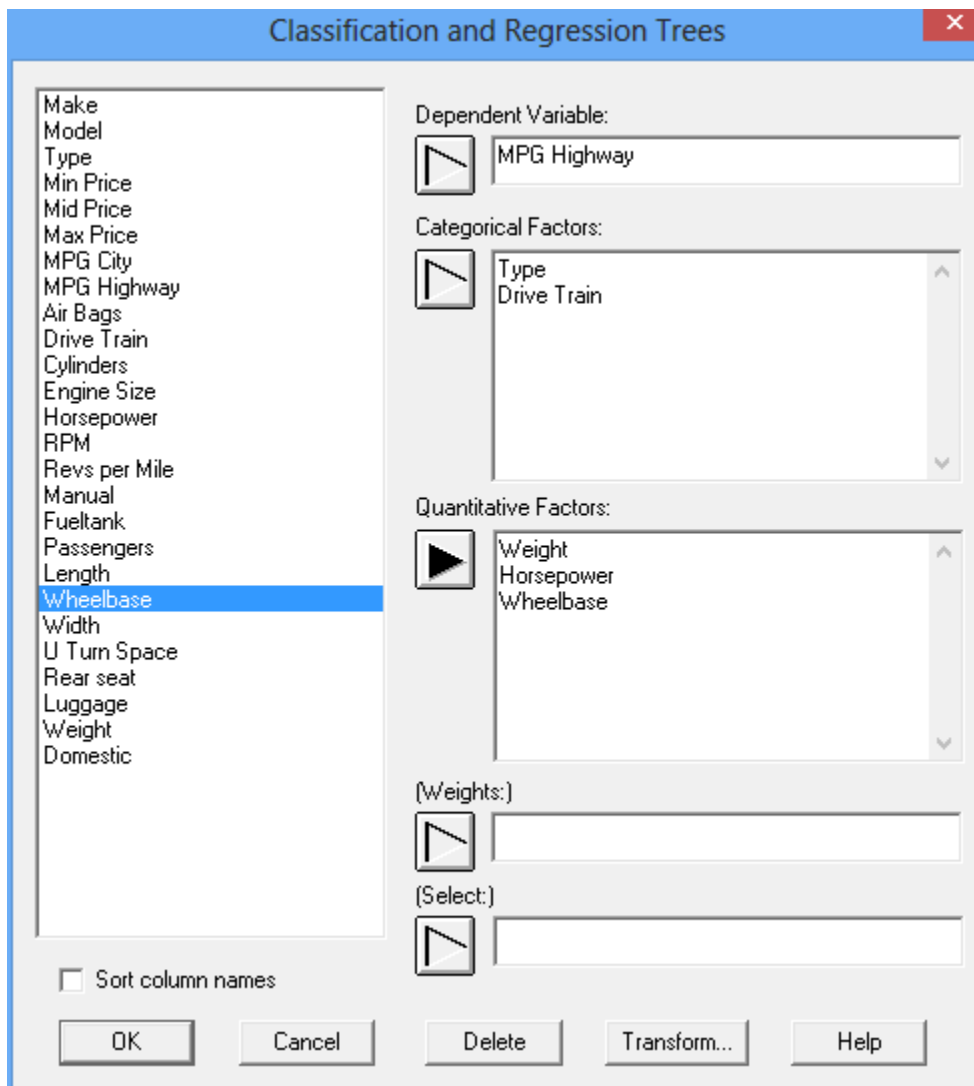 Classification and Regression Trees
Make
Model
Type
Min Price
Mid Price
Max Price
MPG City
MPG Highway
Air Bags
Drive Train
Cylinders
Engine Size
Horsepower
RPM
Revs per Mile
Manual
Fueltank
Passengers
Length
Wheelbase
Width
U Turn Space
Rear seat
Luggage
Weight
Domestic
Sort column names
Dependent Variable:
MPG Highway
Categorical Factors:
Type
Drive Train
Quantitative Factors:
Weight
Horsepower
Wheelbase
(Weights:)
(Select:)
OK Cancel Delete Transform... Help